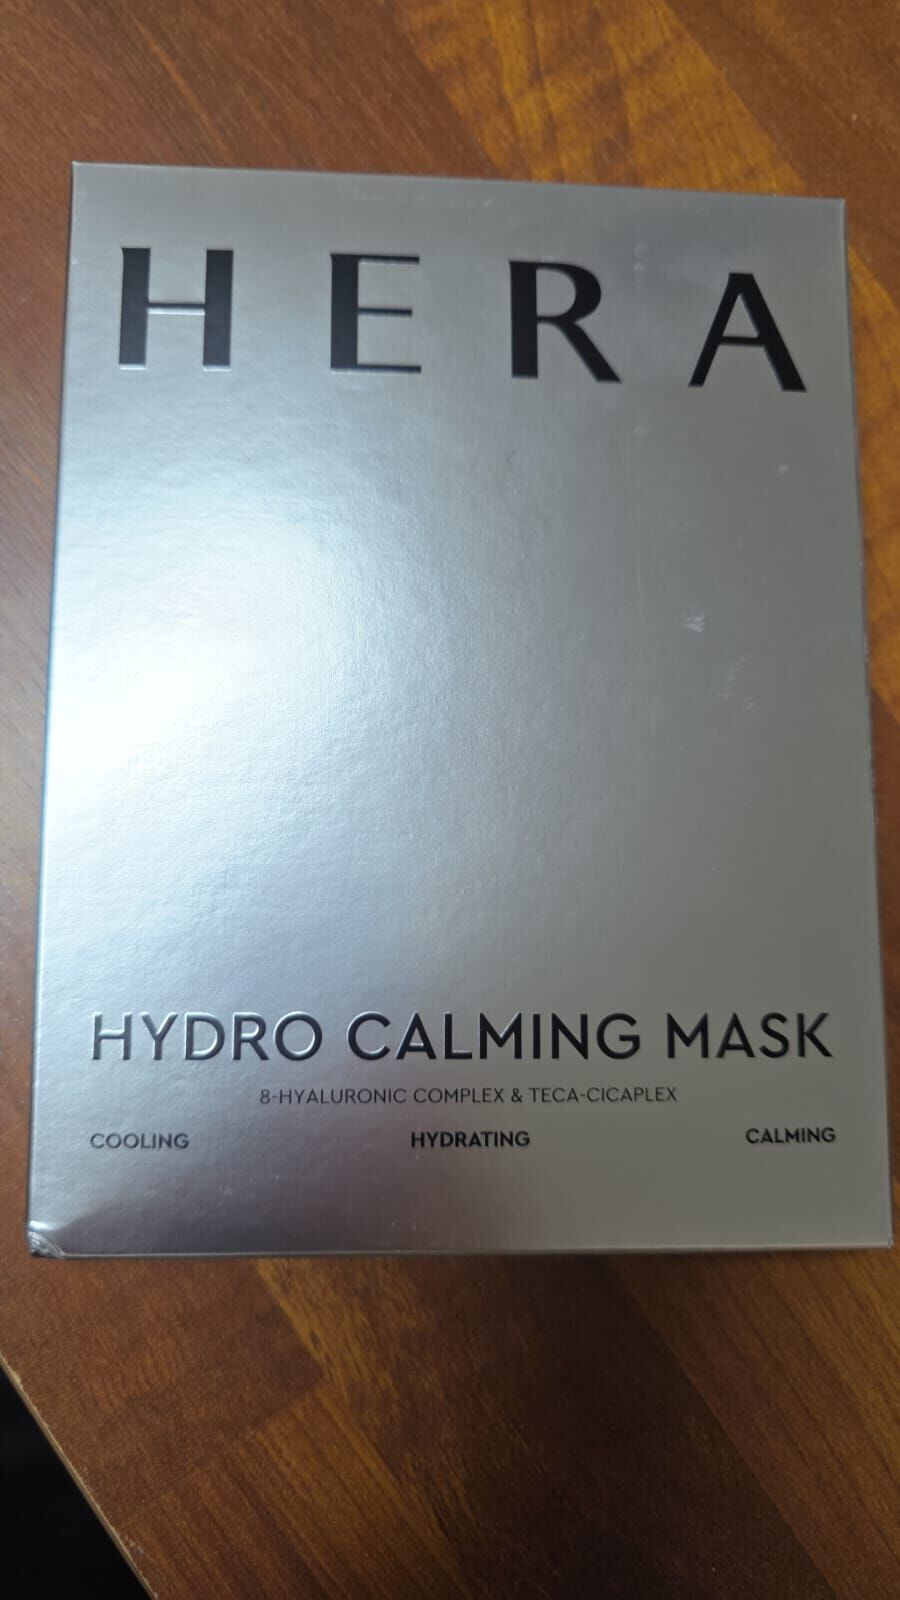 HERA
HYDRO CALMING MASK
8-HYALURONIC COMPLEX & TECA-CICAPLEX
COOLING HYDRATING CALMING